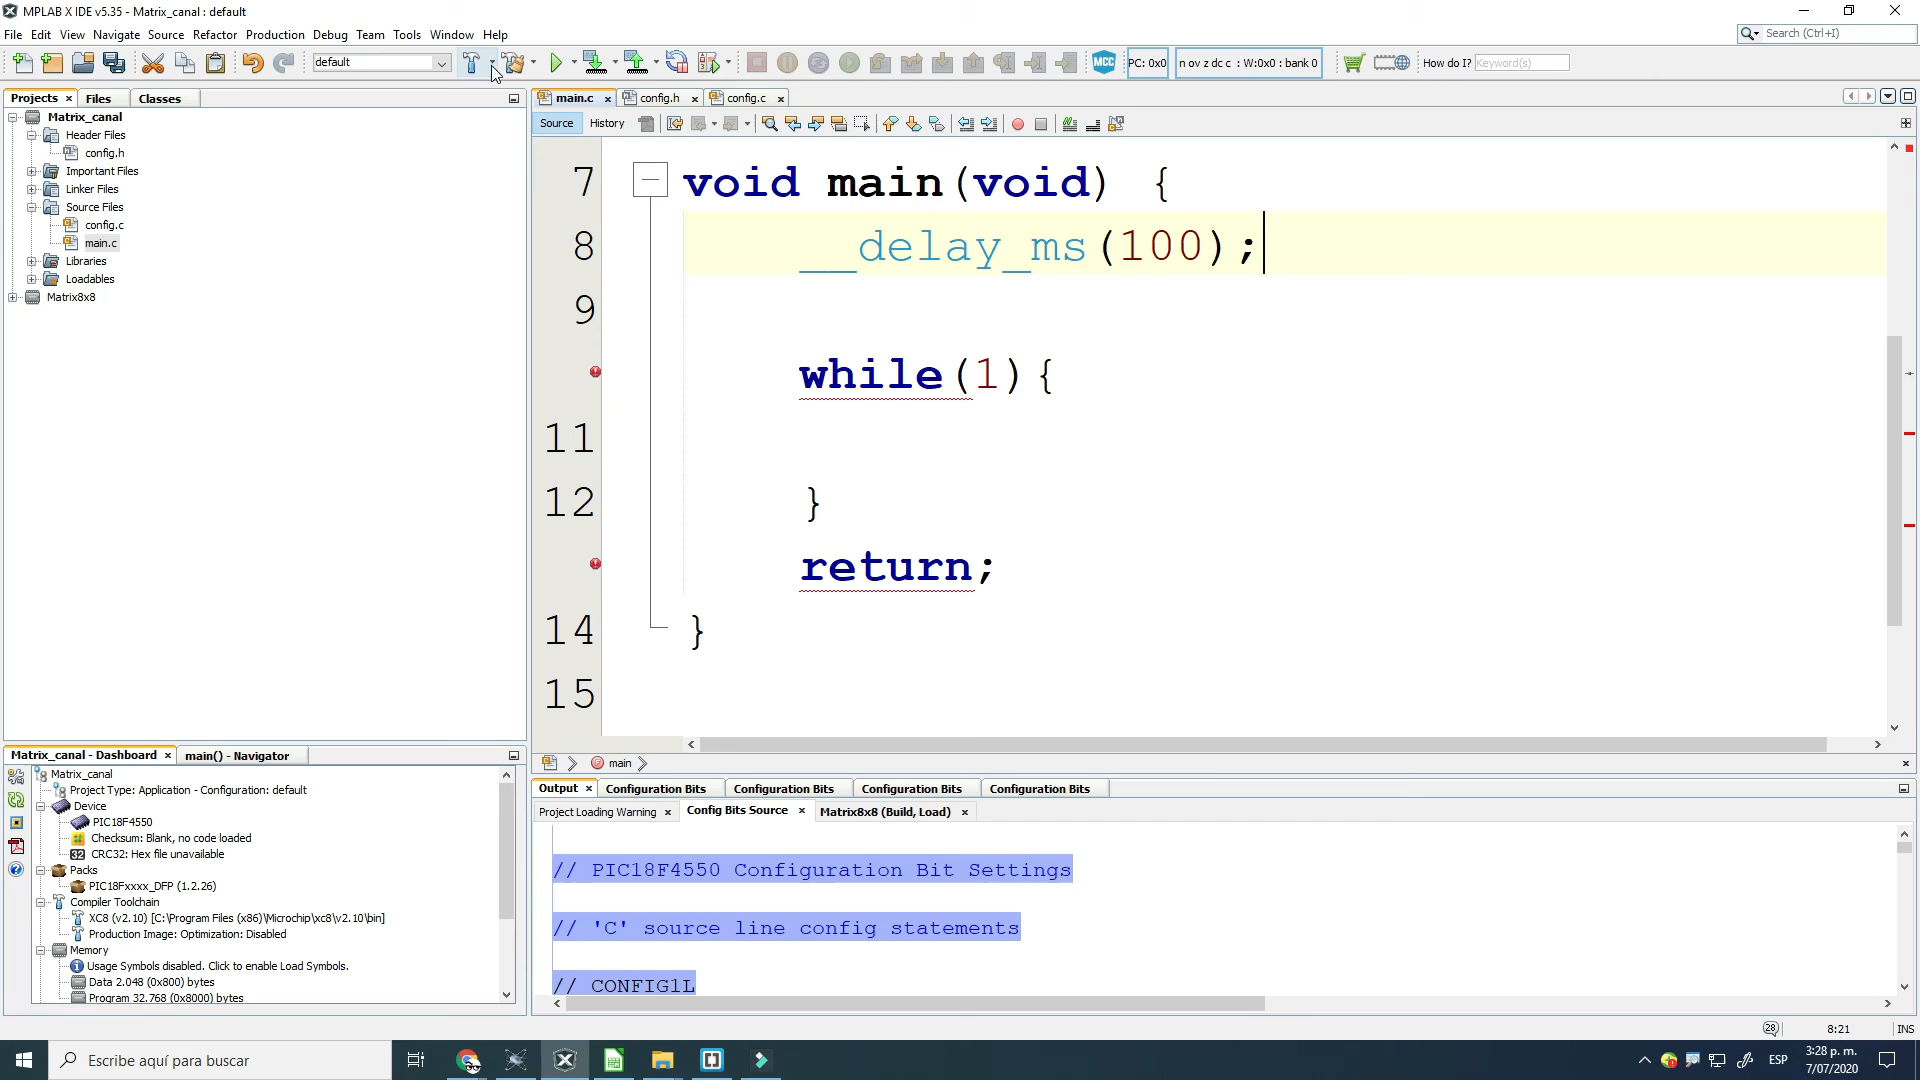 MPLAB X IDE v5.35 - Matrix_canal : default
File Edit View Navigate Source Refactor Production Debug Team Tools Window Help
Search (Ctrl+I)
default
MCC
PC: 0x0
n ov z dc c : W:0x0 : bank 0
How do I? Keyword(s)
Projects Files Classes
Matrix_canal
Header Files
config.h
Important Files
Linker Files
Source Files
config.c
main.c
Libraries
Loadables
Matrix8x8
main.c config.h config.c
Source History
7 void main(void) {
8 __delay_ms(100);
9
while(1){
11
12 }
return;
14 }
15
main
Matrix_canal - Dashboard main() - Navigator
Matrix_canal
Project Type: Application - Configuration: default
Device
PIC18F4550
Checksum: Blank, no code loaded
32 CRC32: Hex file unavailable
Packs
PIC18Fxxxx_DFP (1.2.26)
Compiler Toolchain
XC8 (v2.10) [C:\Program Files (x86)\Microchip\xc8\v2.10\bin]
Production Image: Optimization: Disabled
Memory
Usage Symbols disabled. Click to enable Load Symbols.
Data 2.048 (0x800) bytes
Program 32.768 (0x8000) bytes
Output Configuration Bits Configuration Bits Configuration Bits Configuration Bits
Project Loading Warning Config Bits Source Matrix8x8 (Build, Load)
// PIC18F4550 Configuration Bit Settings
// 'C' source line config statements
// CONFIG1L
28 8:21 INS
Escribe aquí para buscar
ESP
3:28 p. m.
7/07/2020